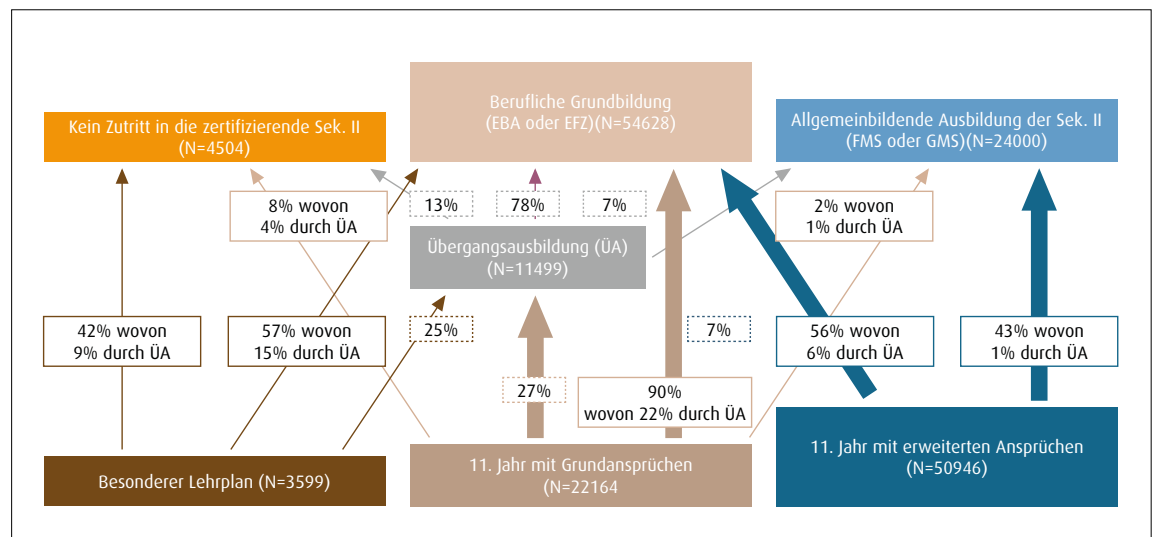 Berufliche Grundbildung
(EBA oder EFZ)(N=54628)
Kein Zutritt in die zertifizierende Sek. II
(N=4504)
Allgemeinbildende Ausbildung der Sek. II
(FMS oder GMS)(N=24000)
8% wovon
4% durch ÜA
13%
78%
7%
2% wovon
1% durch ÜA
Übergangsausbildung (ÜA)
(N=11499)
42% wovon
9% durch ÜA
57% wovon
15% durch ÜA
25%
7%
56% wovon
6% durch ÜA
43% wovon
1% durch ÜA
27%
90%
wovon 22% durch ÜA
Besonderer Lehrplan (N=3599)
11. Jahr mit Grundansprüchen
(N=22164
11. Jahr mit erweiterten Ansprüchen
(N=50946)